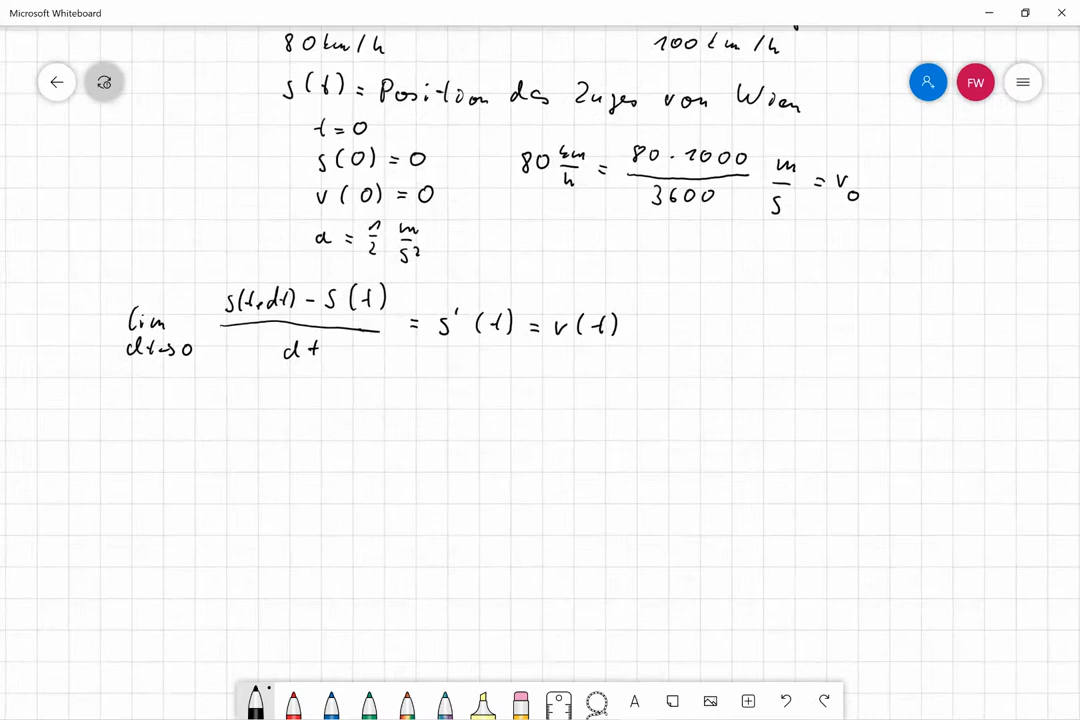 Microsoft Whiteboard
80 km/h 100 km/h
s(t) = Position des Zuges von Wien
FW
t = 0
s(0) = 0
v(0) = 0
80 km/h = 80 · 1000 / 3600 m/s = v₀
a = 1/2 m/s²
lim dt→0 s(t+dt) - s(t) / dt = s'(t) = v(t)
A